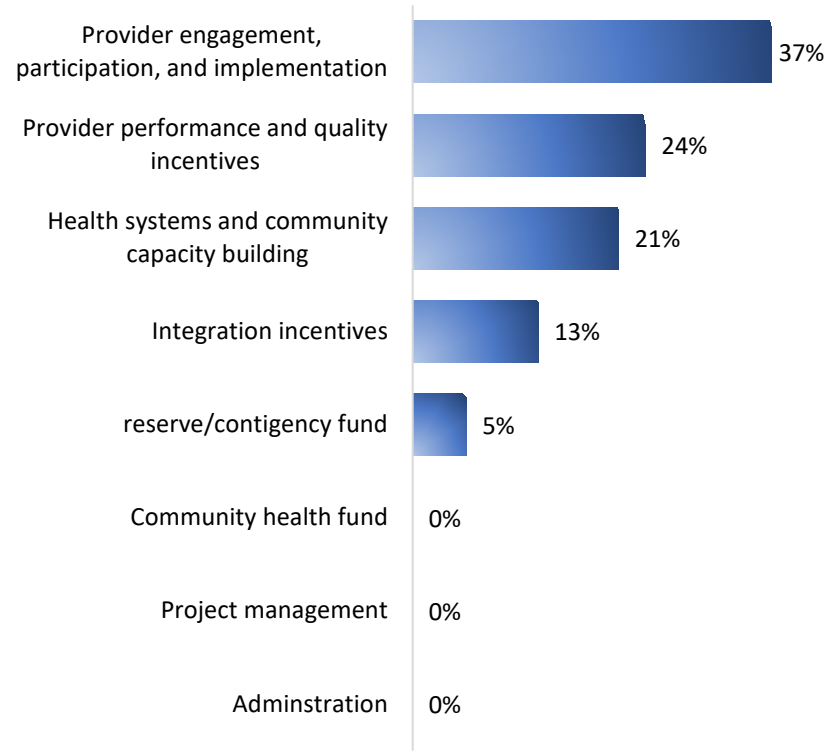 Provider engagement,
participation, and implementation
37%
Provider performance and quality
incentives
24%
Health systems and community
capacity building
21%
Integration incentives
13%
reserve/contigency fund
5%
Community health fund
0%
Project management
0%
Adminstration
0%